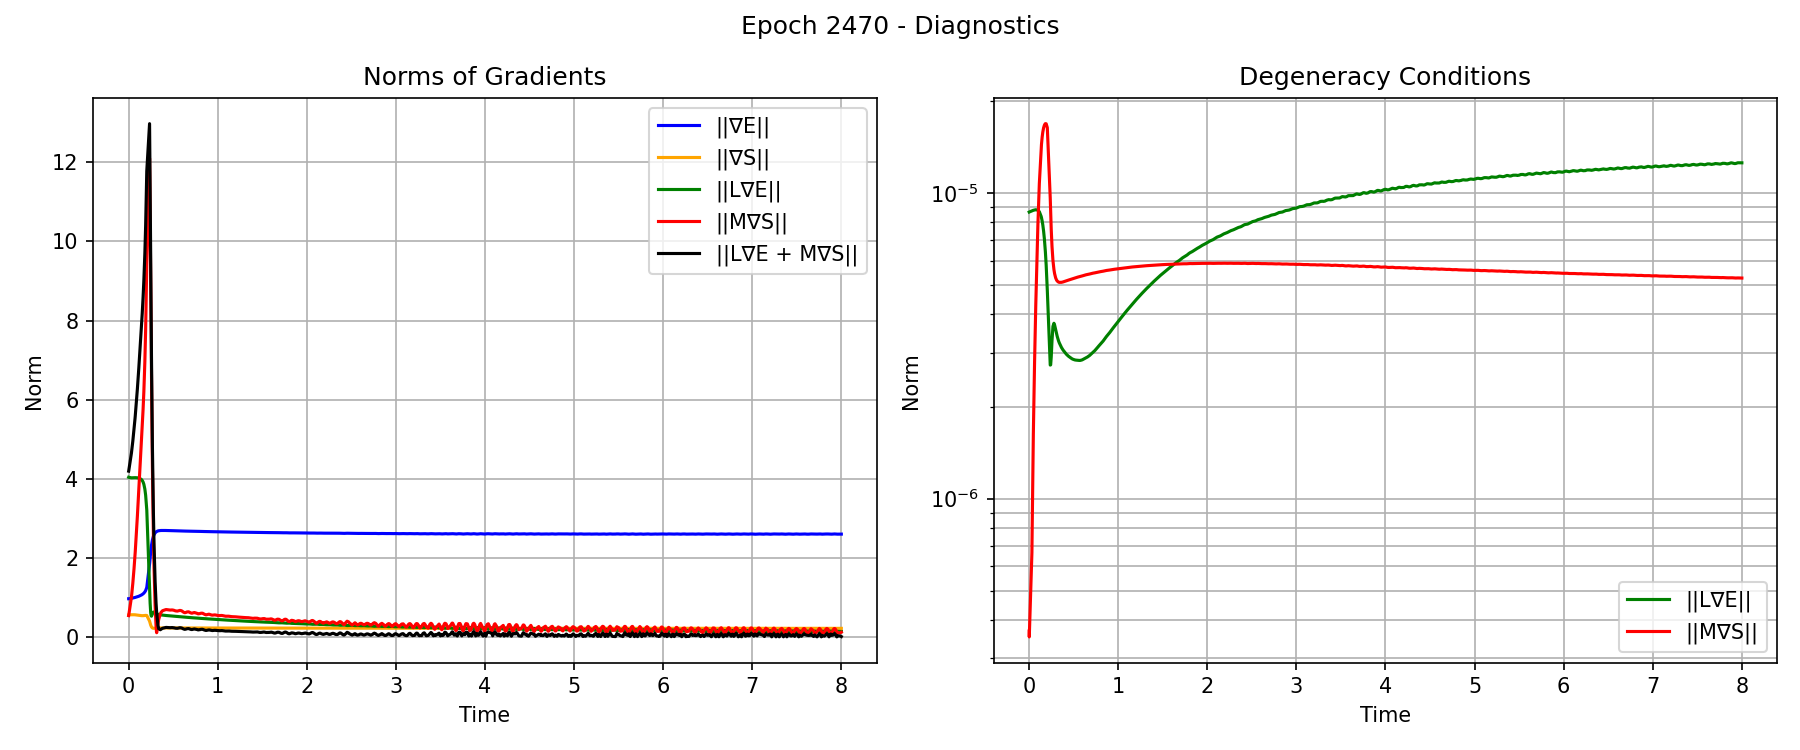 Epoch 2470 - Diagnostics
Norms of Gradients
Norm
12
10
8
6
4
2
0
||∇E||
||∇S||
||L∇E||
||M∇S||
||L∇E + M∇S||
0 1 2 3 4 5 6 7 8
Time
Degeneracy Conditions
Norm
10⁻⁵
10⁻⁶
||L∇E||
||M∇S||
0 1 2 3 4 5 6 7 8
Time